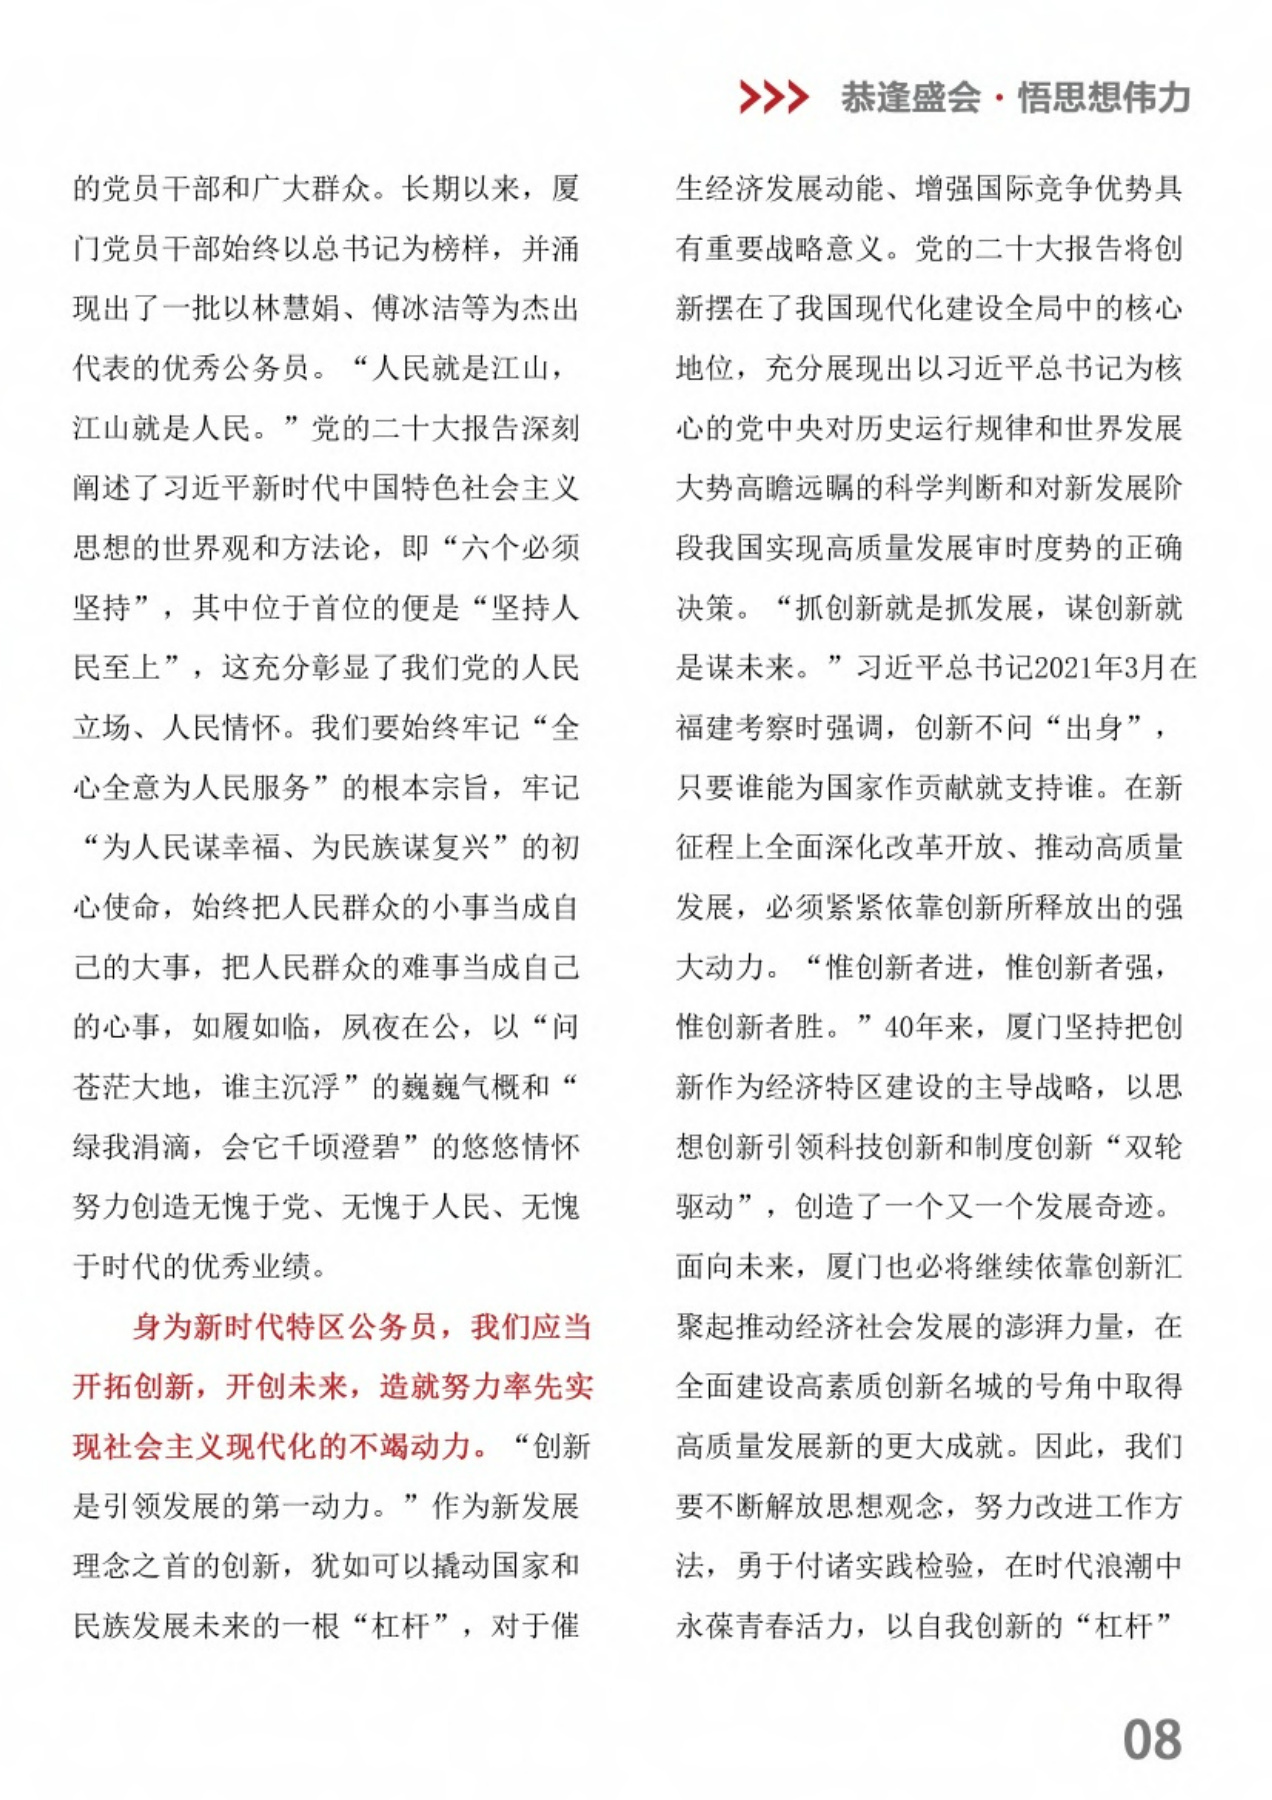 >>> 恭逢盛会·悟思想伟力
的党员干部和广大群众。长期以来，厦
门党员干部始终以总书记为榜样，并涌
现出了一批以林慧娟、傅冰洁等为杰出
代表的优秀公务员。“人民就是江山，
江山就是人民。”党的二十大报告深刻
阐述了习近平新时代中国特色社会主义
思想的世界观和方法论，即“六个必须
坚持”，其中位于首位的便是“坚持人
民至上”，这充分彰显了我们党的人民
立场、人民情怀。我们要始终牢记“全
心全意为人民服务”的根本宗旨，牢记
“为人民谋幸福、为民族谋复兴”的初
心使命，始终把人民群众的小事当成自
己的大事，把人民群众的难事当成自己
的心事，如履如临，夙夜在公，以“问
苍茫大地，谁主沉浮”的巍巍气概和“
绿我涓滴，会它千顷澄碧”的悠悠情怀
努力创造无愧于党、无愧于人民、无愧
于时代的优秀业绩。
身为新时代特区公务员，我们应当
开拓创新，开创未来，造就努力率先实
现社会主义现代化的不竭动力。“创新
是引领发展的第一动力。”作为新发展
理念之首的创新，犹如可以撬动国家和
民族发展未来的一根“杠杆”，对于催
生经济发展动能、增强国际竞争优势具
有重要战略意义。党的二十大报告将创
新摆在了我国现代化建设全局中的核心
地位，充分展现出以习近平总书记为核
心的党中央对历史运行规律和世界发展
大势高瞻远瞩的科学判断和对新发展阶
段我国实现高质量发展审时度势的正确
决策。“抓创新就是抓发展，谋创新就
是谋未来。”习近平总书记2021年3月在
福建考察时强调，创新不问“出身”，
只要谁能为国家作贡献就支持谁。在新
征程上全面深化改革开放、推动高质量
发展，必须紧紧依靠创新所释放出的强
大动力。“惟创新者进，惟创新者强，
惟创新者胜。”40年来，厦门坚持把创
新作为经济特区建设的主导战略，以思
想创新引领科技创新和制度创新“双轮
驱动”，创造了一个又一个发展奇迹。
面向未来，厦门也必将继续依靠创新汇
聚起推动经济社会发展的澎湃力量，在
全面建设高素质创新名城的号角中取得
高质量发展新的更大成就。因此，我们
要不断解放思想观念，努力改进工作方
法，勇于付诸实践检验，在时代浪潮中
永葆青春活力，以自我创新的“杠杆”
08